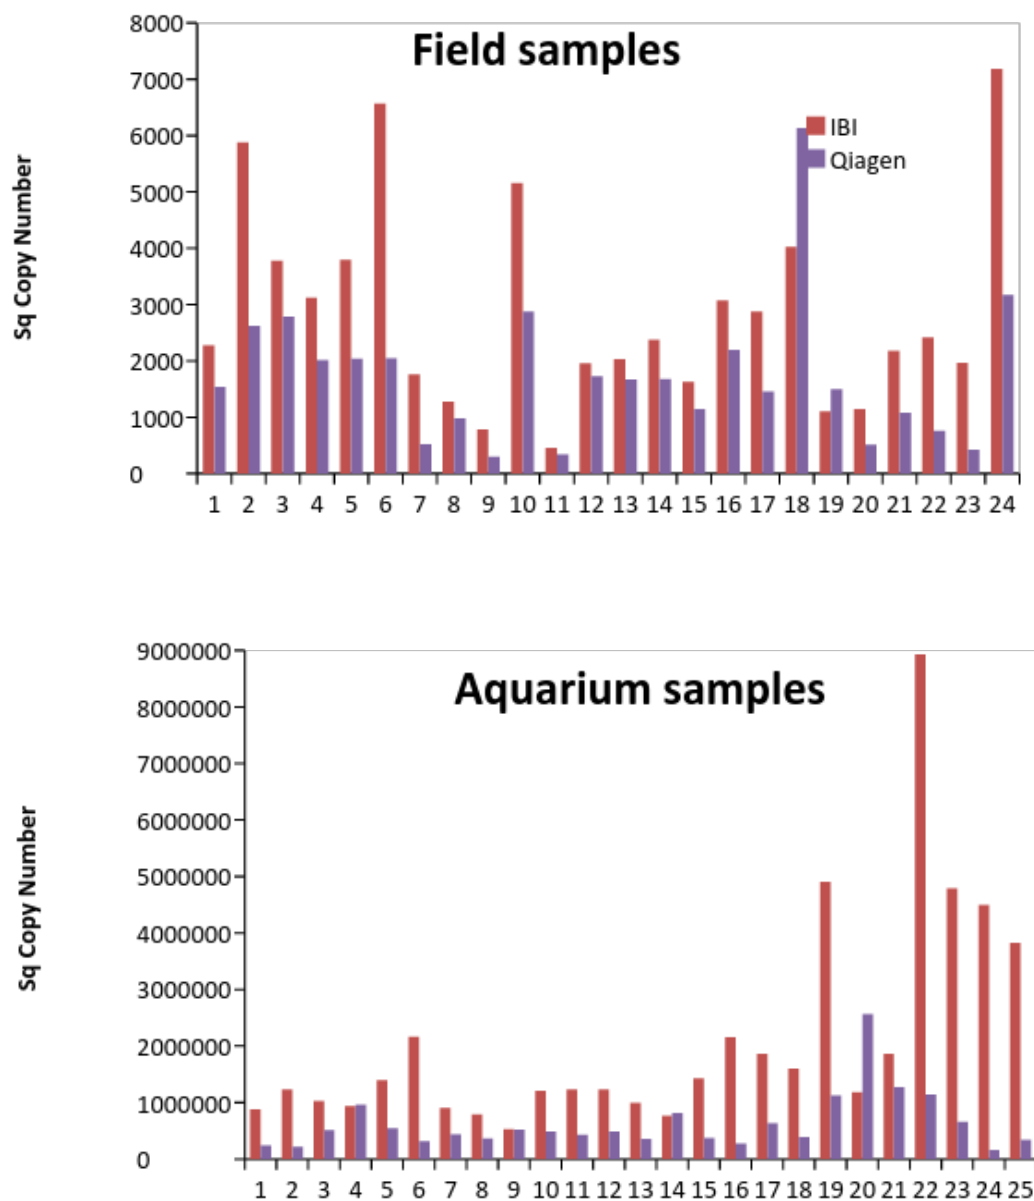 Field samples
8000
7000
6000
5000
4000
3000
2000
1000
0
Sq Copy Number
IBI
Qiagen
1 2 3 4 5 6 7 8 9 10 11 12 13 14 15 16 17 18 19 20 21 22 23 24
Aquarium samples
9000000
8000000
7000000
6000000
5000000
4000000
3000000
2000000
1000000
0
Sq Copy Number
1 2 3 4 5 6 7 8 9 10 11 12 13 14 15 16 17 18 19 20 21 22 23 24 25